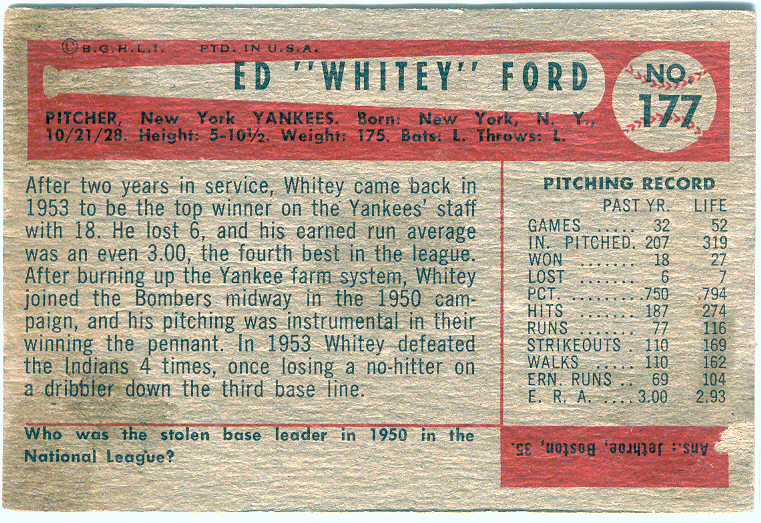 © B.G.H.L.I. PTD. IN U.S.A.
ED "WHITEY" FORD
NO.
177
PITCHER, New York YANKEES. Born: New York, N. Y.,
10/21/28. Height: 5-10½. Weight: 175. Bats: L. Throws: L.
After two years in service, Whitey came back in
1953 to be the top winner on the Yankees' staff
with 18. He lost 6, and his earned run average
was an even 3.00, the fourth best in the league.
After burning up the Yankee farm system, Whitey
joined the Bombers midway in the 1950 cam-
paign, and his pitching was instrumental in their
winning the pennant. In 1953 Whitey defeated
the Indians 4 times, once losing a no-hitter on
a dribbler down the third base line.
PITCHING RECORD
PAST YR. LIFE
GAMES ..... 32 52
IN. PITCHED. 207 319
WON ...... 18 27
LOST ...... 6 7
PCT. ......... .750 .794
HITS ...... 187 274
RUNS ..... 77 116
STRIKEOUTS . 110 169
WALKS .... 110 162
ERN. RUNS .. 69 104
E. R. A. .... 3.00 2.93
Who was the stolen base leader in 1950 in the
National League?
Ans.: Jethroe, Boston, 35.